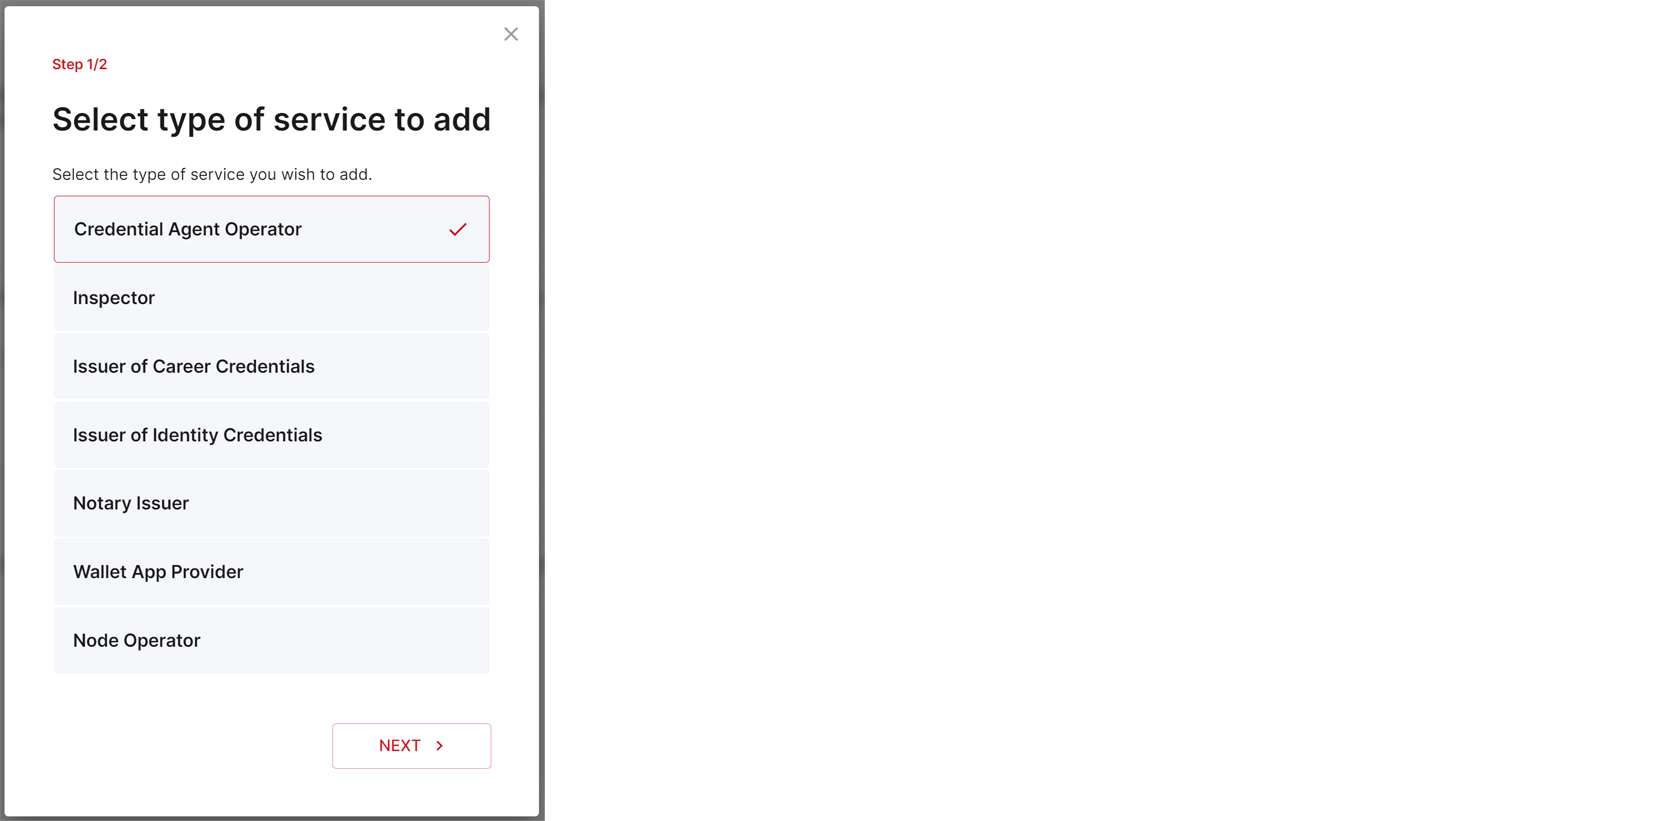 Step 1/2
Select type of service to add
Select the type of service you wish to add.
Credential Agent Operator
Inspector
Issuer of Career Credentials
Issuer of Identity Credentials
Notary Issuer
Wallet App Provider
Node Operator
NEXT